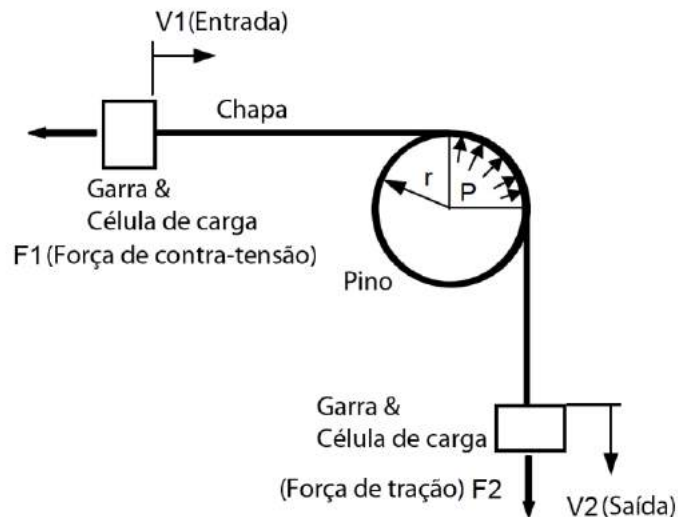 V1(Entrada)
Chapa
Garra &
Célula de carga
F1(Força de contra-tensão)
r
P
Pino
Garra &
Célula de carga
(Força de tração) F2
V2(Saída)